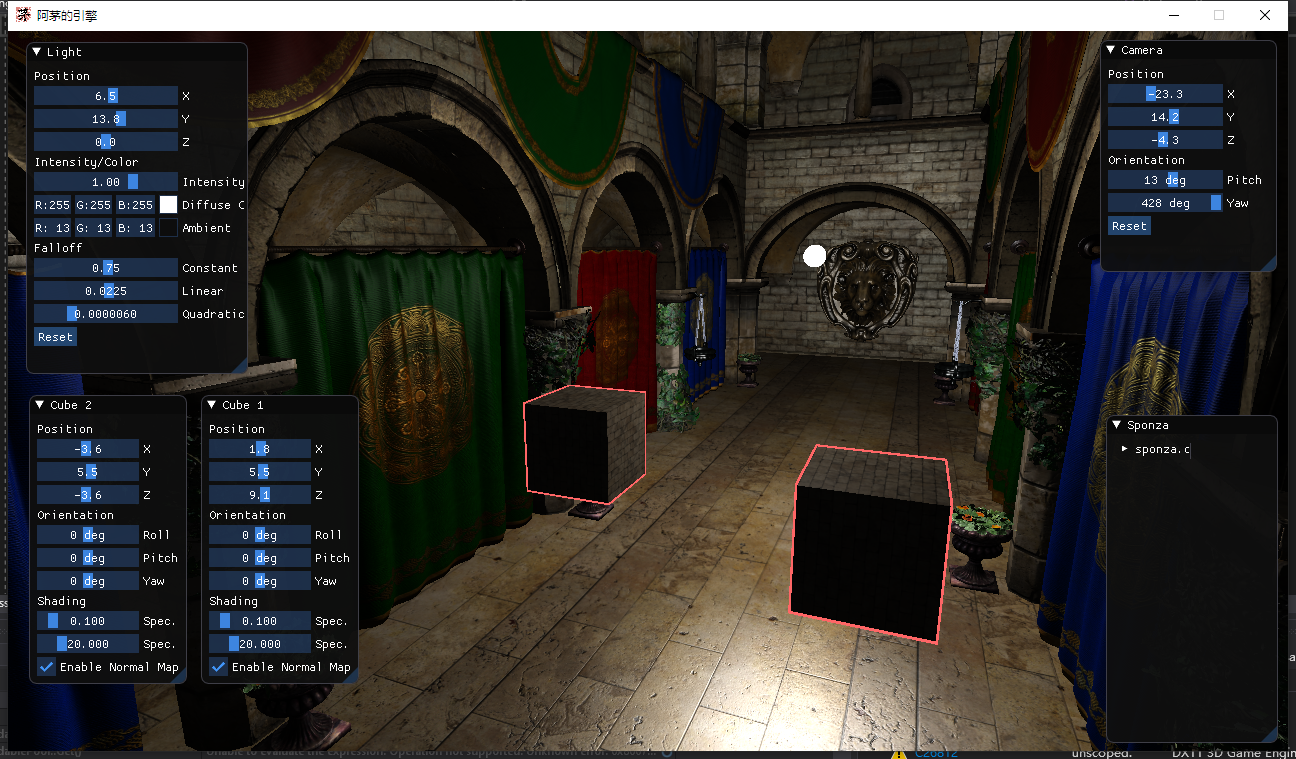 阿茅的引擎
Light
Position
6.5 X
13.8 Y
0.0 Z
Intensity/Color
1.00 Intensity
R:255 G:255 B:255 Diffuse C
R: 13 G: 13 B: 13 Ambient
Falloff
0.75 Constant
0.0225 Linear
0.0000060 Quadratic
Reset
Camera
Position
-23.3 X
14.2 Y
-4.3 Z
Orientation
13 deg Pitch
428 deg Yaw
Reset
Cube 2
Position
-3.6 X
5.5 Y
-3.6 Z
Orientation
0 deg Roll
0 deg Pitch
0 deg Yaw
Shading
0.100 Spec.
20.000 Spec.
Enable Normal Map
Cube 1
Position
1.8 X
5.5 Y
9.1 Z
Orientation
0 deg Roll
0 deg Pitch
0 deg Yaw
Shading
0.100 Spec.
20.000 Spec.
Enable Normal Map
Sponza
sponza.c
C26812
unscoped.
DX11 3D Game Engin